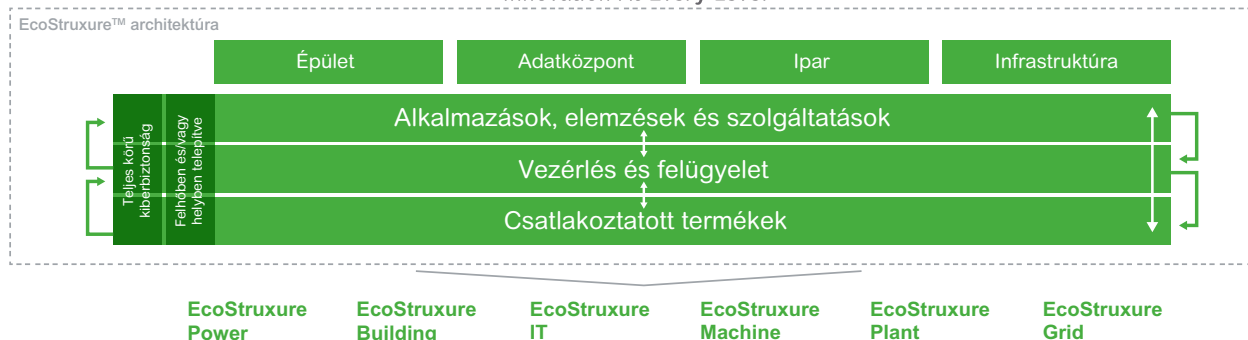 EcoStruxure™ architektúra
Épület
Adatközpont
Ipar
Infrastruktúra
Teljes körű
kiberbiztonság
Felhőben és/vagy
helyben telepítve
Alkalmazások, elemzések és szolgáltatások
Vezérlés és felügyelet
Csatlakoztatott termékek
EcoStruxure
Power
EcoStruxure
Building
EcoStruxure
IT
EcoStruxure
Machine
EcoStruxure
Plant
EcoStruxure
Grid